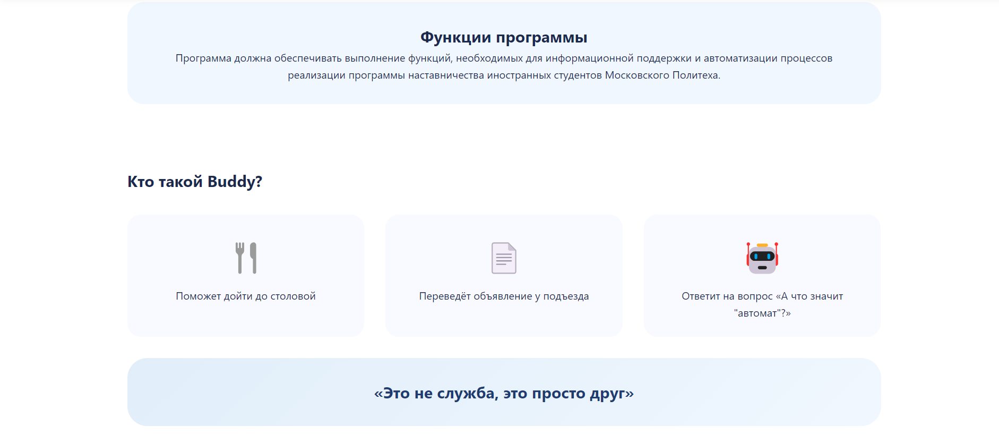 Функции программы
Программа должна обеспечивать выполнение функций, необходимых для информационной поддержки и автоматизации процессов
реализации программы наставничества иностранных студентов Московского Политеха.
Кто такой Buddy?
Поможет дойти до столовой
Переведёт объявление у подъезда
Ответит на вопрос «А что значит
"автомат"?»
«Это не служба, это просто друг»